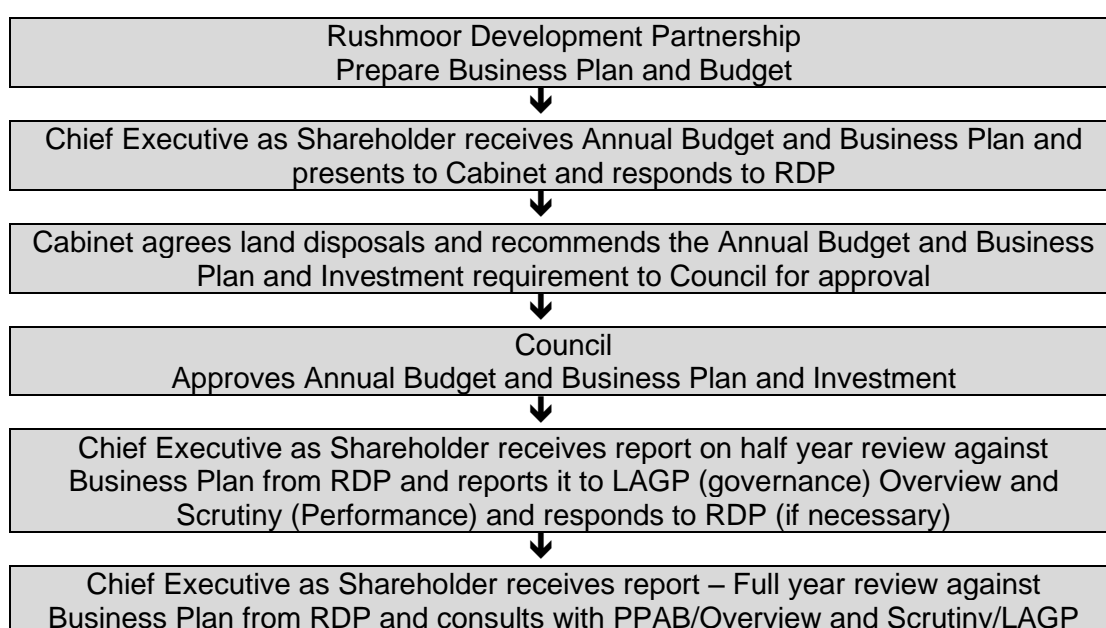 Rushmoor Development Partnership
Prepare Business Plan and Budget
Chief Executive as Shareholder receives Annual Budget and Business Plan and
presents to Cabinet and responds to RDP
Cabinet agrees land disposals and recommends the Annual Budget and Business
Plan and Investment requirement to Council for approval
Council
Approves Annual Budget and Business Plan and Investment
Chief Executive as Shareholder receives report on half year review against
Business Plan from RDP and reports it to LAGP (governance) Overview and
Scrutiny (Performance) and responds to RDP (if necessary)
Chief Executive as Shareholder receives report – Full year review against
Business Plan from RDP and consults with PPAB/Overview and Scrutiny/LAGP